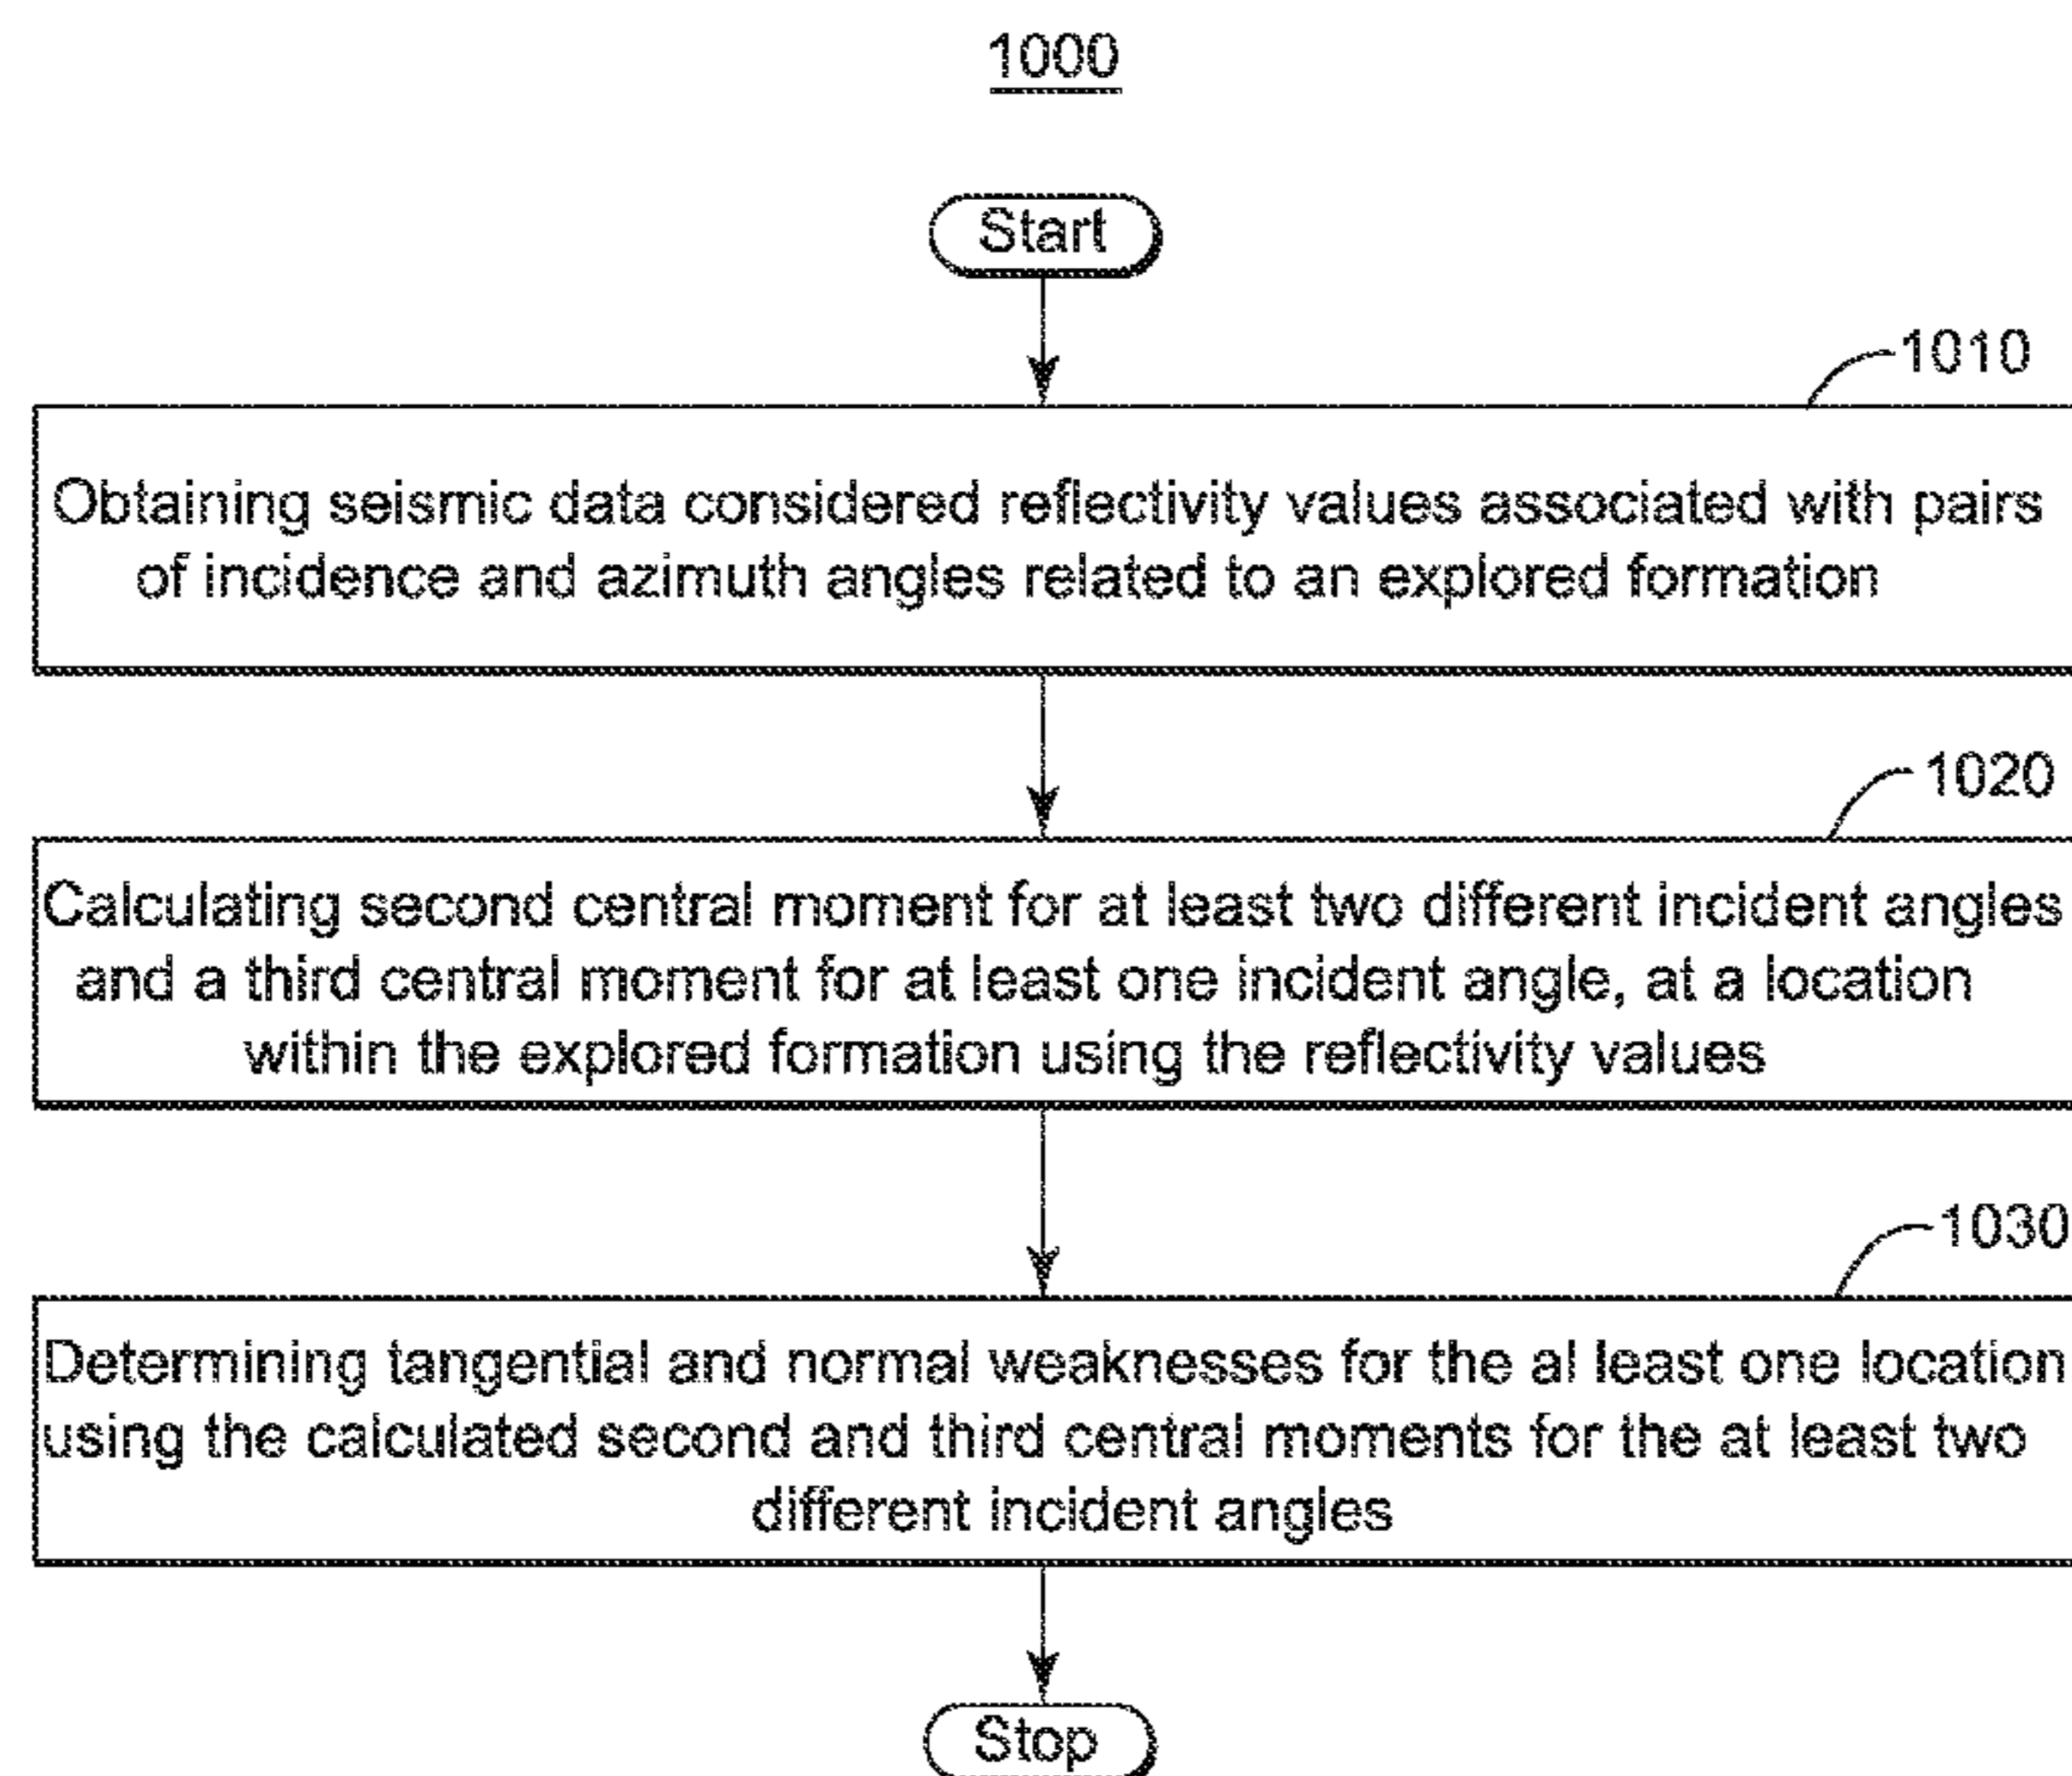 1000
Start
1010
Obtaining seismic data considered reflectivity values associated with pairs
of incidence and azimuth angles related to an explored formation
1020
Calculating second central moment for at least two different incident angles
and a third central moment for at least one incident angle, at a location
within the explored formation using the reflectivity values
1030
Determining tangential and normal weaknesses for the al least one location
using the calculated second and third central moments for the at least two
different incident angles
Stop